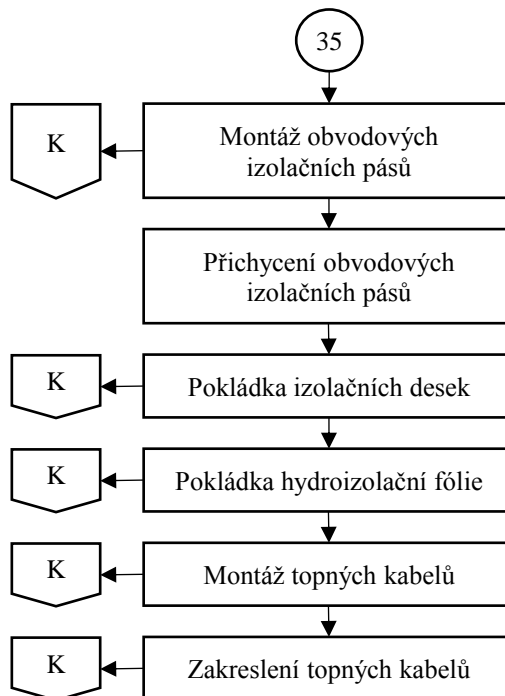 35
K
Montáž obvodových
izolačních pásů
Přichycení obvodových
izolačních pásů
K
Pokládka izolačních desek
K
Pokládka hydroizolační fólie
K
Montáž topných kabelů
K
Zakreslení topných kabelů